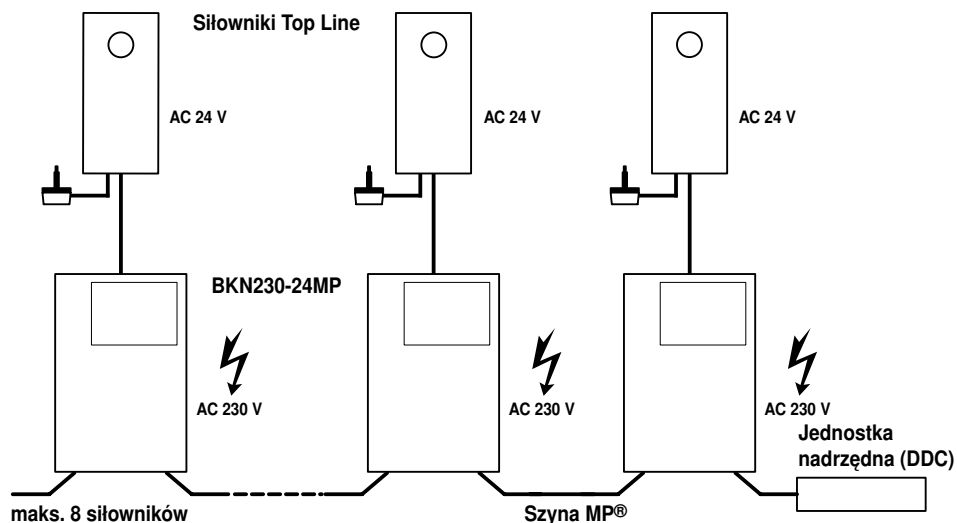 Siłowniki Top Line
AC 24 V
AC 24 V
AC 24 V
BKN230-24MP
AC 230 V
AC 230 V
AC 230 V
Jednostka
nadrzędna (DDC)
maks. 8 siłowników
Szyna MP®